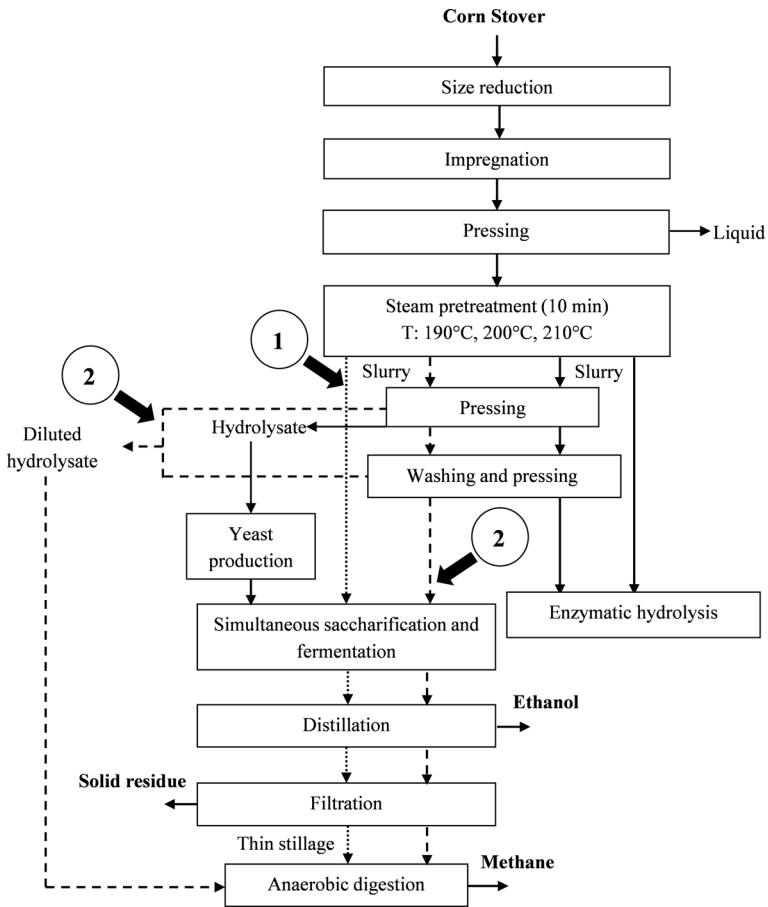 Corn Stover
Size reduction
Impregnation
Pressing
Liquid
Steam pretreatment (10 min)
T: 190°C, 200°C, 210°C
1
Slurry
Slurry
2
Pressing
Hydrolysate
Diluted
hydrolysate
Washing and pressing
Yeast
production
2
Enzymatic hydrolysis
Simultaneous saccharification and
fermentation
Ethanol
Distillation
Solid residue
Filtration
Thin stillage
Methane
Anaerobic digestion